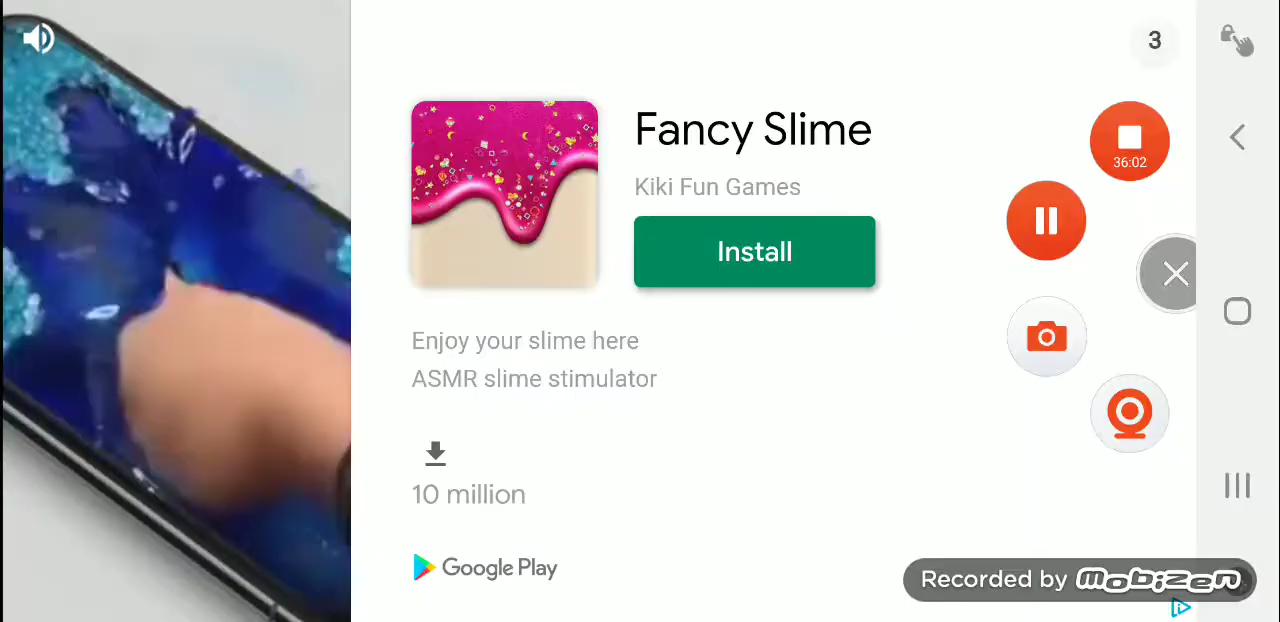 3
Fancy Slime
36:02
Kiki Fun Games
Install
Enjoy your slime here
ASMR slime stimulator
10 million
Google Play
Recorded by mobizen